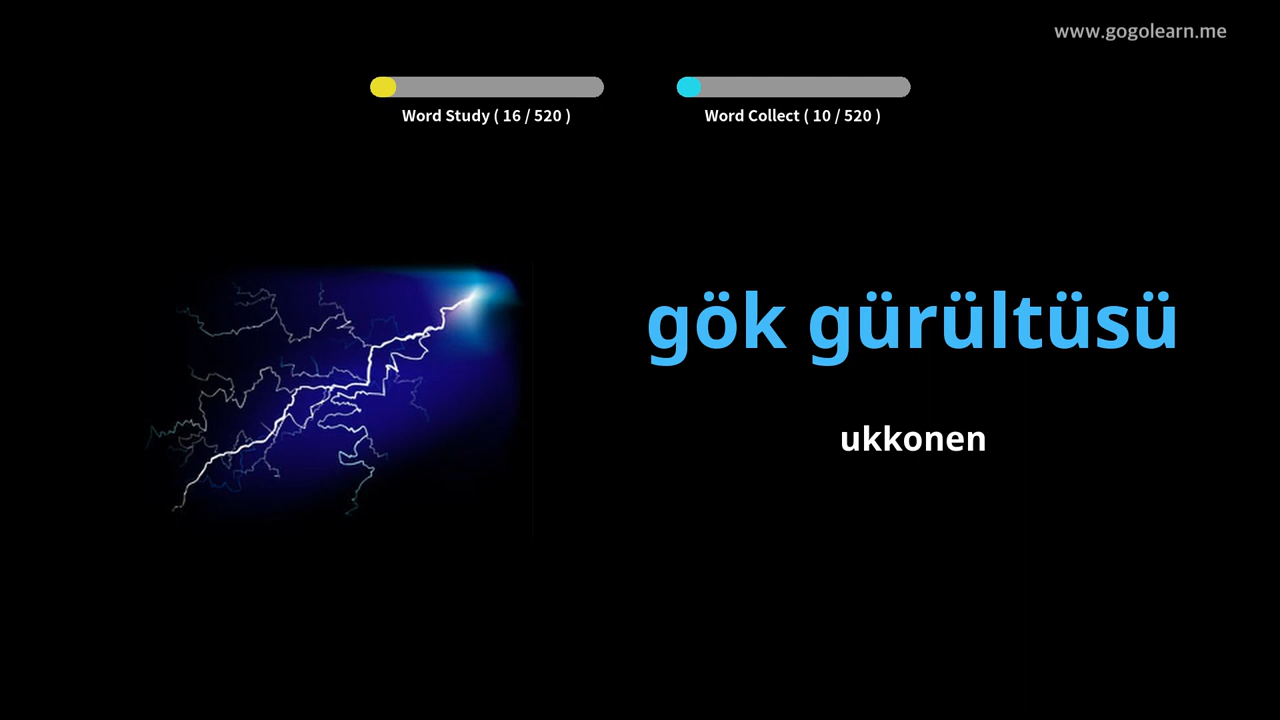 www.gogolearn.me
Word Study ( 16 / 520 )
Word Collect ( 10 / 520 )
gök gürültüsü
ukkonen